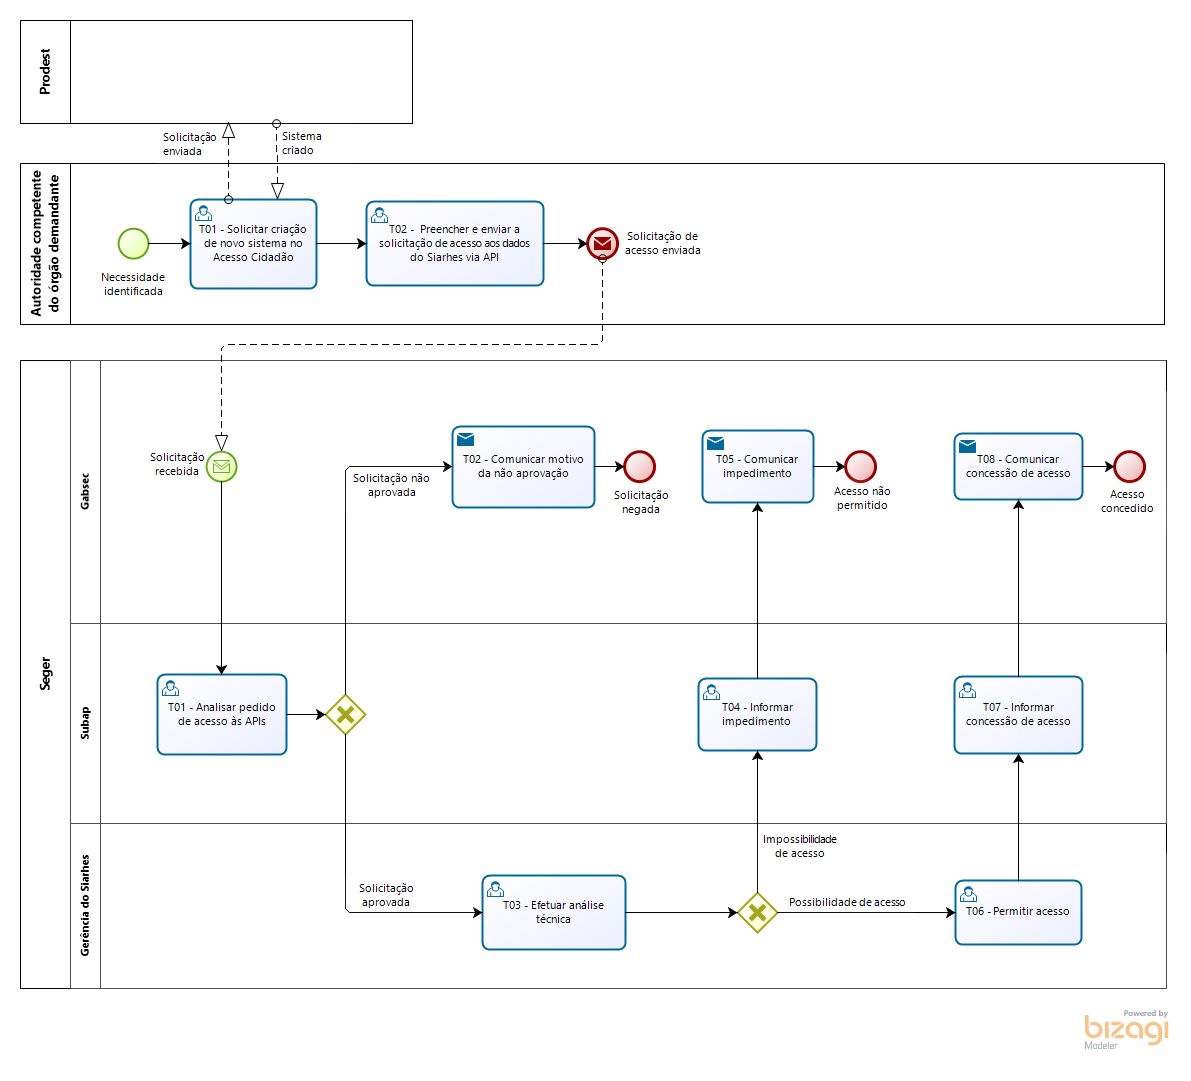 Prodest
Solicitação
enviada
Sistema
criado
Autoridade competente
do órgão demandante
Necessidade
identificada
T01 - Solicitar criação
de novo sistema no
Acesso Cidadão
T02 - Preencher e enviar a
solicitação de acesso aos dados
do Siarhes via API
Solicitação de
acesso enviada
Seger
Gabsec
Solicitação
recebida
Solicitação não
aprovada
T02 - Comunicar motivo
da não aprovação
Solicitação
negada
T05 - Comunicar
impedimento
Acesso não
permitido
T08 - Comunicar
concessão de acesso
Acesso
concedido
Subap
T01 - Analisar pedido
de acesso às APIs
T04 - Informar
impedimento
T07 - Informar
concessão de acesso
Gerência do Siarhes
Solicitação
aprovada
T03 - Efetuar análise
técnica
Impossibilidade
de acesso
Possibilidade de acesso
T06 - Permitir acesso
Powered by
bizagi
Modeler